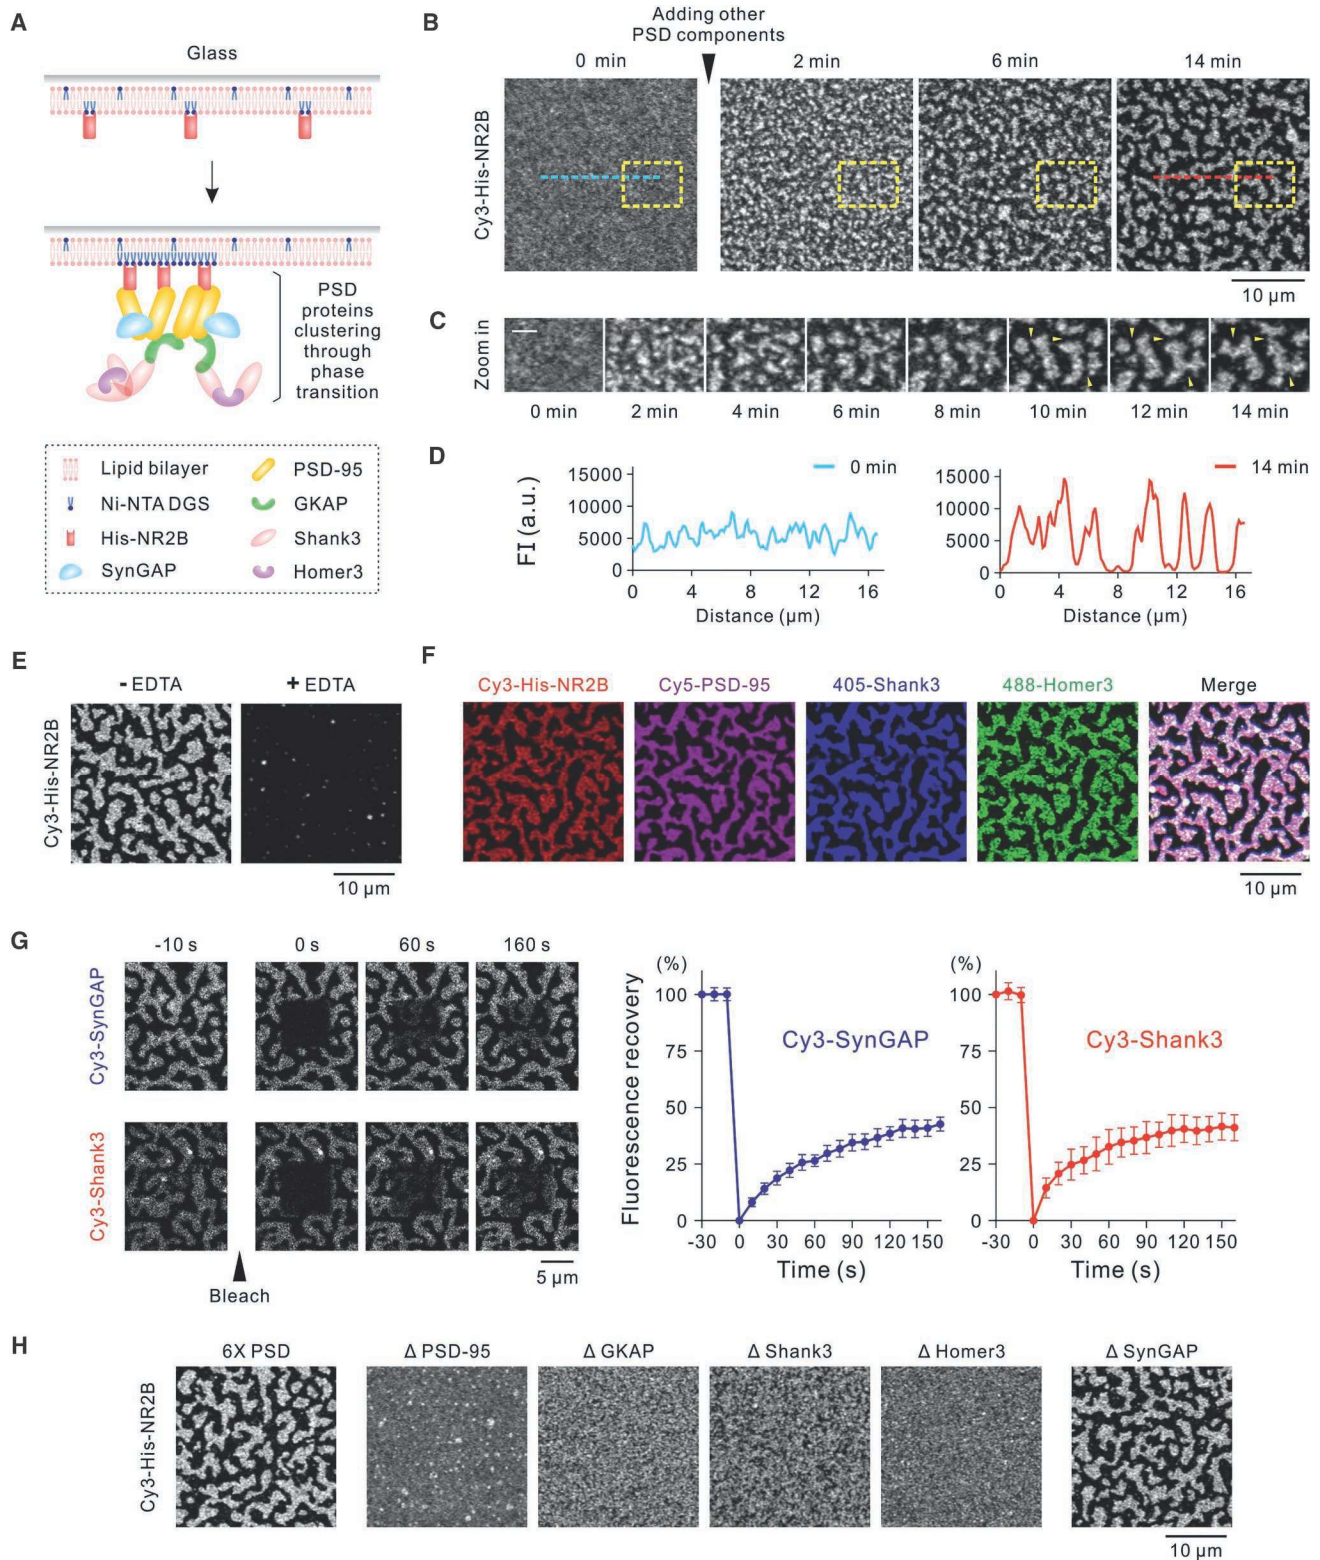 A
Glass
PSD
proteins
clustering
through
phase
transition
Lipid bilayer
Ni-NTA DGS
His-NR2B
SynGAP
PSD-95
GKAP
Shank3
Homer3
B
Adding other
PSD components
0 min
2 min
6 min
14 min
Cy3-His-NR2B
10 μm
C
Zoom in
0 min
2 min
4 min
6 min
8 min
10 min
12 min
14 min
D
FI (a.u.)
15000
10000
5000
0
0 4 8 12 16
Distance (μm)
0 min
15000
10000
5000
0
0 4 8 12 16
Distance (μm)
14 min
E
- EDTA
+ EDTA
Cy3-His-NR2B
10 μm
F
Cy3-His-NR2B
Cy5-PSD-95
405-Shank3
488-Homer3
Merge
10 μm
G
-10 s
0 s
60 s
160 s
Cy3-SynGAP
Cy3-Shank3
Bleach
5 μm
Fluorescence recovery
(%)
100
75
50
25
0
-30 0 30 60 90 120 150
Time (s)
Cy3-SynGAP
(%)
100
75
50
25
0
-30 0 30 60 90 120 150
Time (s)
Cy3-Shank3
H
6X PSD
Δ PSD-95
Δ GKAP
Δ Shank3
Δ Homer3
Δ SynGAP
Cy3-His-NR2B
10 μm